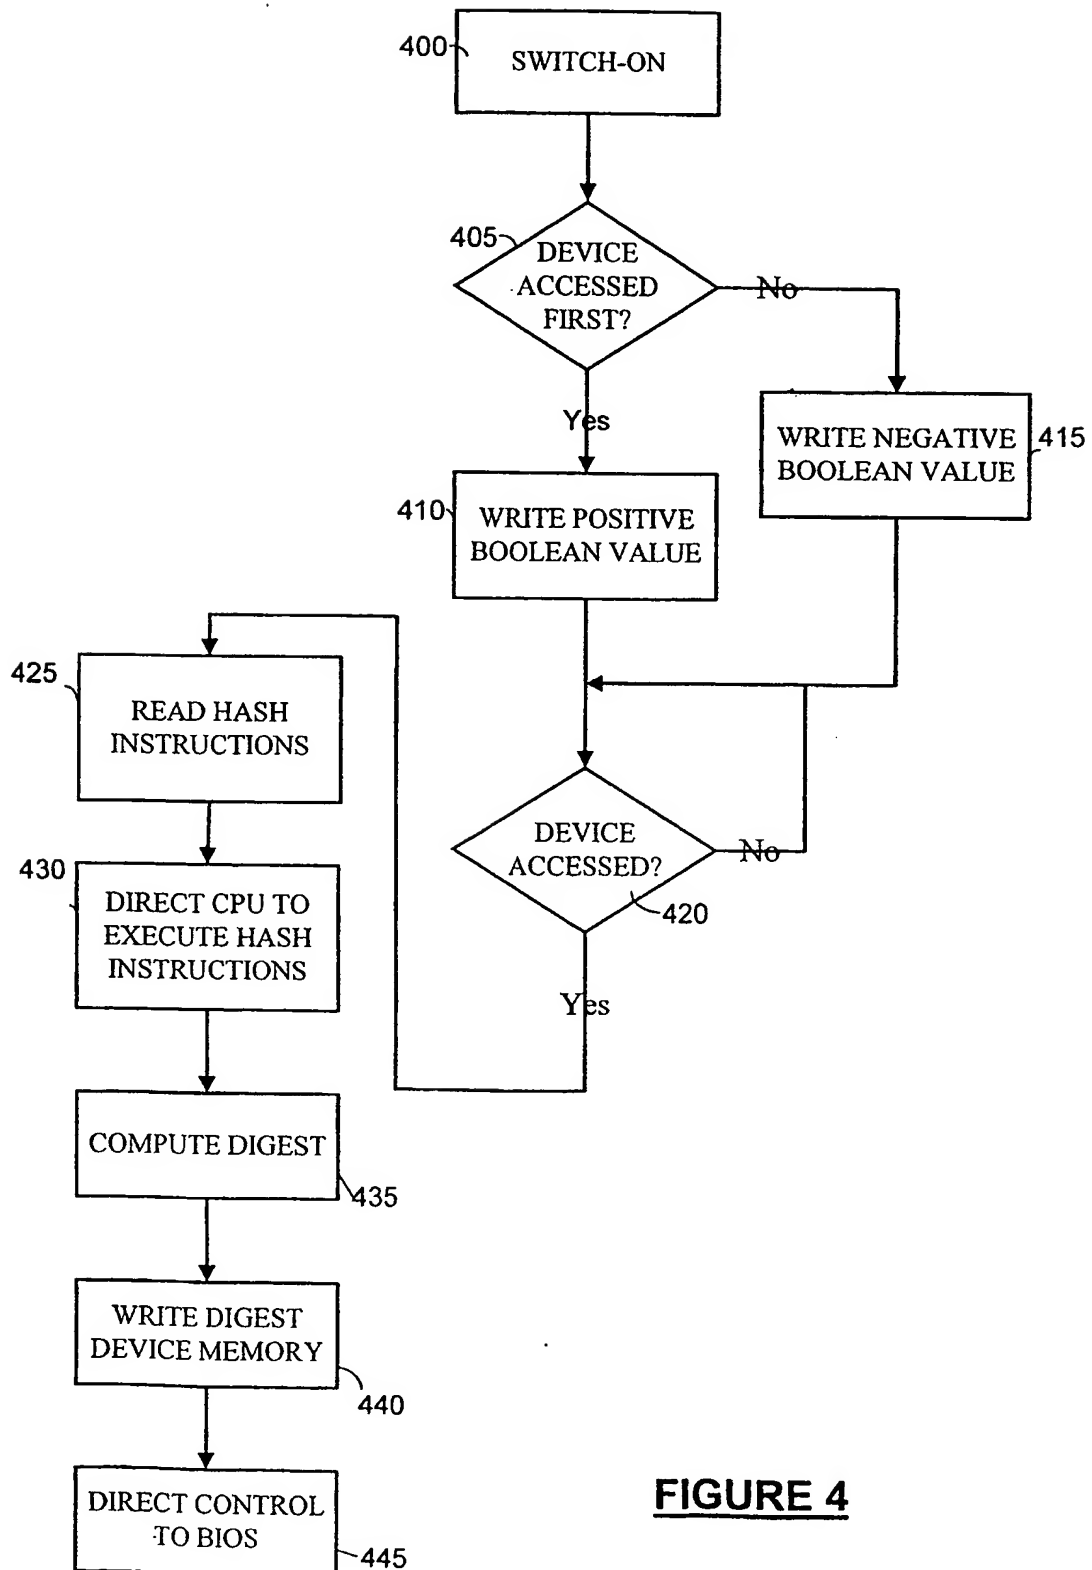 400
SWITCH-ON
405
DEVICE
ACCESSED
FIRST?
No
Yes
WRITE NEGATIVE
BOOLEAN VALUE
415
410
WRITE POSITIVE
BOOLEAN VALUE
425
READ HASH
INSTRUCTIONS
DEVICE
ACCESSED?
No
420
Yes
430
DIRECT CPU TO
EXECUTE HASH
INSTRUCTIONS
COMPUTE DIGEST
435
WRITE DIGEST
DEVICE MEMORY
440
DIRECT CONTROL
TO BIOS
445
FIGURE 4